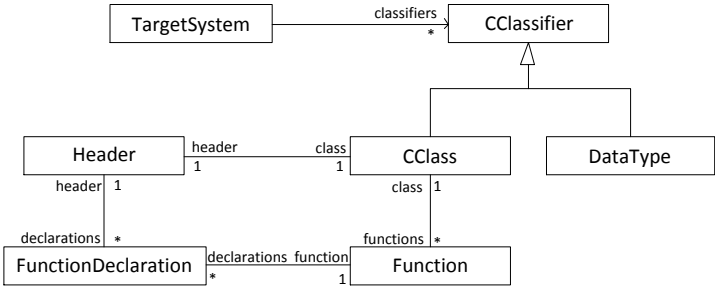 TargetSystem classifiers * CClassifier
Header header 1 class 1 CClass DataType
header 1 class 1
declarations * functions *
FunctionDeclaration declarations * function 1 Function